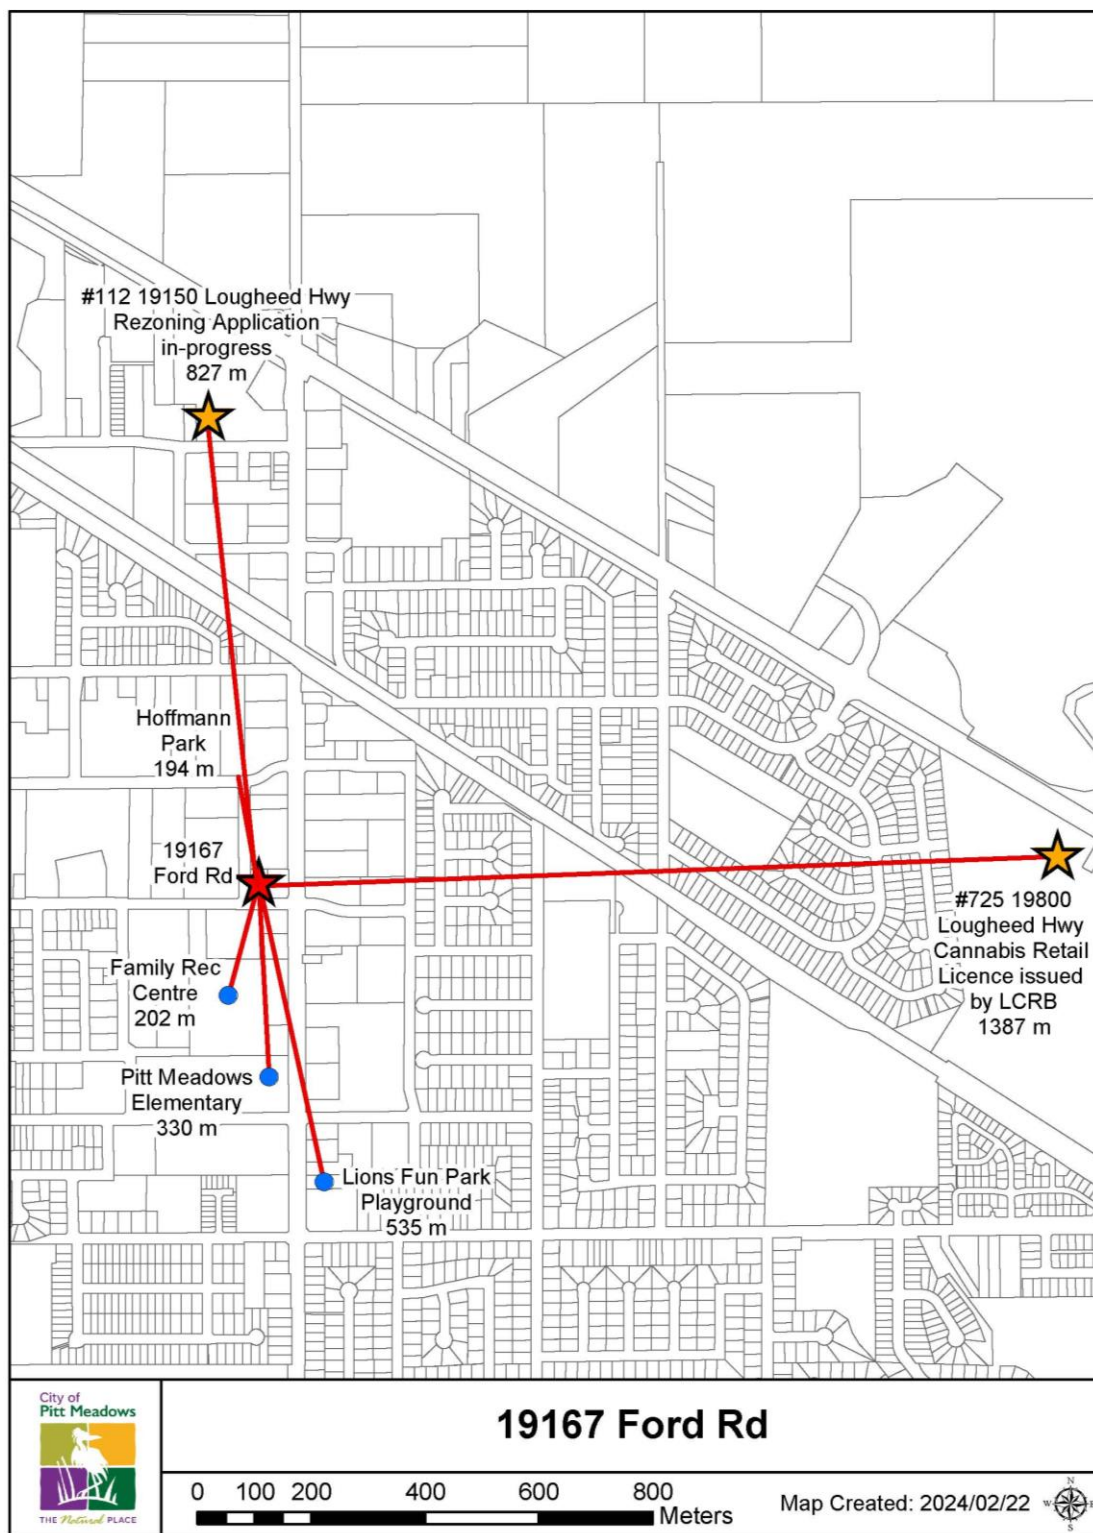 #112 19150 Lougheed Hwy
Rezoning Application
in-progress
827 m
Hoffmann
Park
194 m
19167
Ford Rd
#725 19800
Lougheed Hwy
Cannabis Retail
Licence issued
by LCRB
1387 m
Family Rec
Centre
202 m
Pitt Meadows
Elementary
330 m
Lions Fun Park
Playground
535 m
City of
Pitt Meadows
THE Natural PLACE
19167 Ford Rd
0 100 200 400 600 800
Meters
Map Created: 2024/02/22
N
W E
S